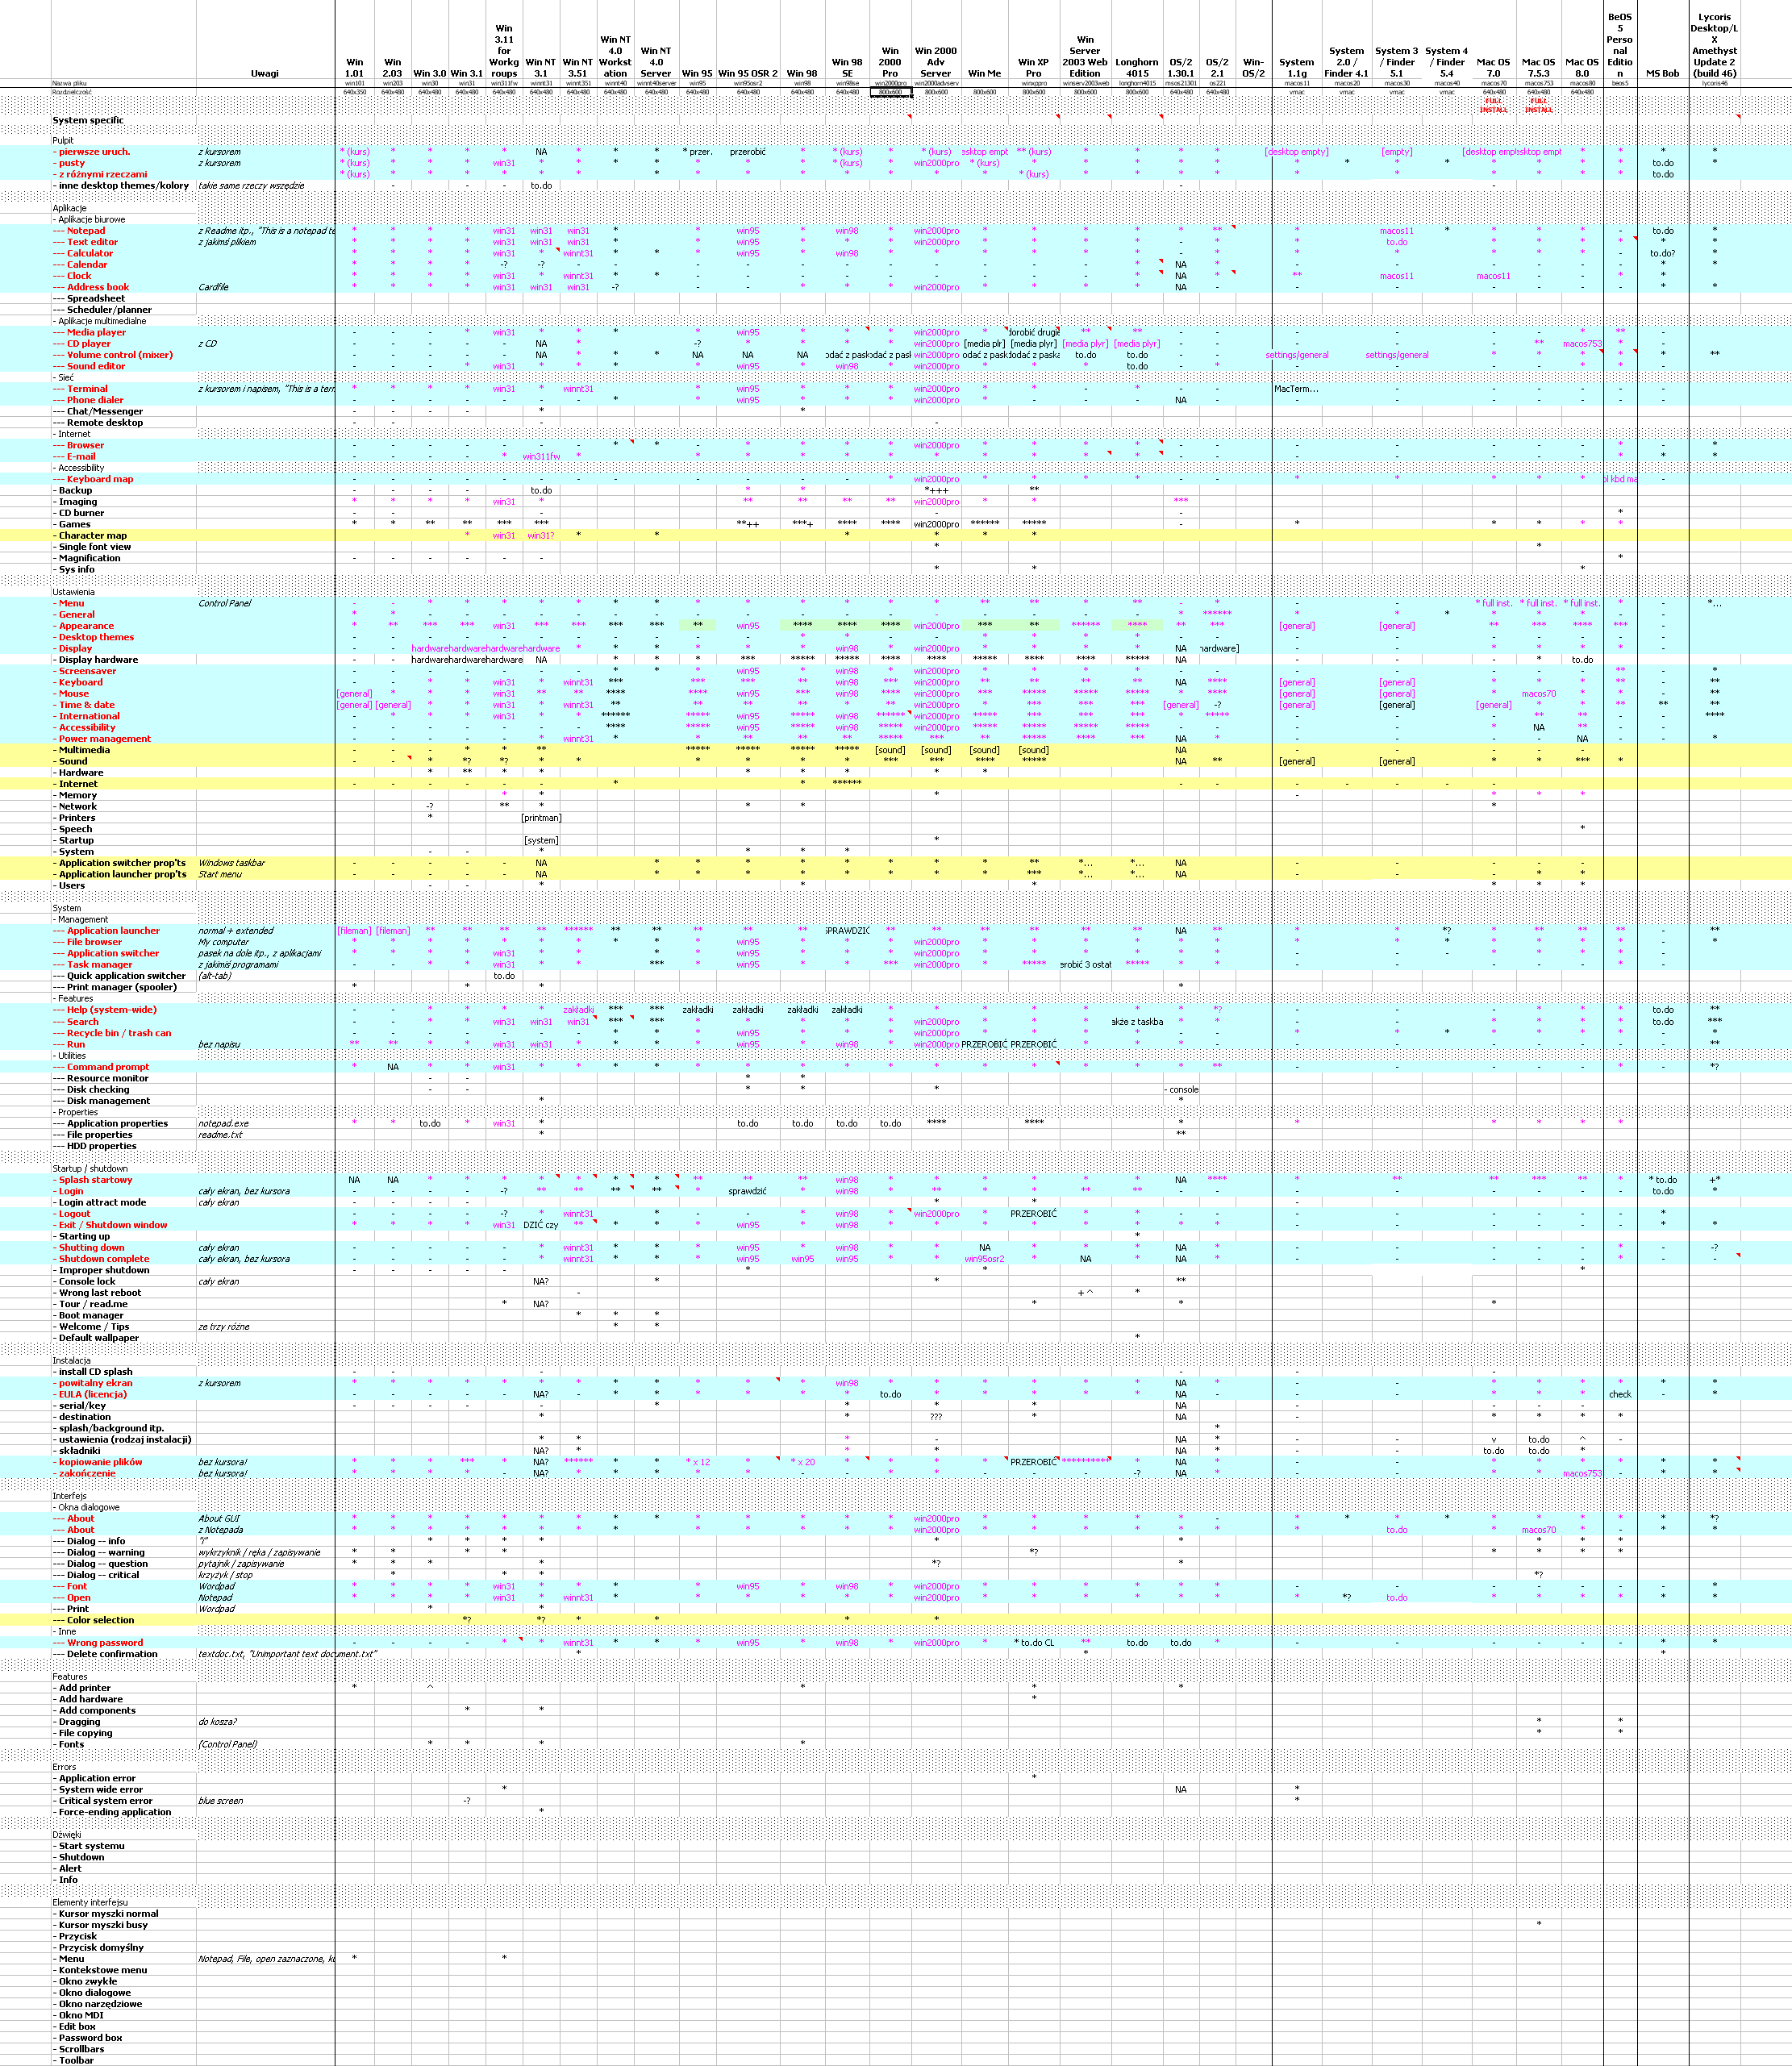 Uwagi Win 1.01 Win 2.03 Win 3.0 Win 3.1 Win 3.11 for Workgroups Win NT 3.1 Win NT 3.51 Win NT 4.0 Workstation Win NT 4.0 Server Win 95 Win 95 OSR 2 Win 98 Win 98 SE Win 2000 Pro Win 2000 Adv Server Win Me Win XP Pro Win Server 2003 Web Edition Longhorn 4015 OS/2 1.30.1 OS/2 2.1 Win-OS/2 System 1.1g System 2.0 / Finder 4.1 System 3 / Finder 5.1 System 4 / Finder 5.4 Mac OS 7.0 Mac OS 7.5.3 Mac OS 8.0 BeOS 5 Personal Edition MS Bob Lycoris Desktop/LX Amethyst Update 2 (build 46)
Nazwa pliku win101 win203 win30 win31 win311fw winnt31 winnt351 winnt40 winnt40server win95 win95osr2 win98 win98se win2000pro win2000advserv winme winxppro winserv2003web longhorn4015 msos21301 os221 macos11 macos20 macos30 macos40 macos70 macos753 macos80 beos5 lycoris46
Rozdzielczość 640x350 640x480 640x480 640x480 640x480 640x480 640x480 640x480 640x480 640x480 640x480 640x480 640x480 800x600 800x600 800x600 800x600 800x600 800x600 640x480 640x480 vmac vmac vmac vmac 640x480 640x480 640x480
FULL INSTALL FULL INSTALL
System specific
Pulpit
- pierwsze uruch. z kursorem * (kurs) NA * przer. przerobić * (kurs) * (kurs) ** (kurs) [desktop empty] [empty]
- pusty z kursorem * (kurs) win31 * (kurs) win2000pro * (kurs) to.do
- z różnymi rzeczami * (kurs) * (kurs) to.do
- inne desktop themes/kolory takie same rzeczy wszędzie to.do
Aplikacje
- Aplikacje biurowe
--- Notepad z Readme itp., "This is a notepad te win31 win31 win31 win95 win98 win2000pro macos11 to.do
--- Text editor z jakimś plikiem win31 win31 win31 win95 win2000pro to.do
--- Calculator win31 winnt31 win95 win98 to.do?
--- Calendar -? -? NA
--- Clock win31 winnt31 win2000pro NA macos11 macos11
--- Address book Cardfile win31 win31 win31 -? win2000pro NA
--- Spreadsheet
--- Scheduler/planner
- Aplikacje multimedialne
--- Media player win31 win95 win2000pro dorobić drugie
--- CD player z CD NA -? win2000pro [media plr] [media plyr] [media plyr] [media plyr] macos753
--- Volume control (mixer) NA NA NA NA win2000pro to.do to.do settings/general settings/general
--- Sound editor win31 win95 win98 win2000pro to.do
- Sieć
--- Terminal z kursorem i napisem, "This is a tern win31 winnt31 win95 win2000pro MacTerm...
--- Phone dialer win95 win2000pro NA
--- Chat/Messenger
--- Remote desktop
- Internet
--- Browser win2000pro
--- E-mail win311fw
- Accessibility
--- Keyboard map win2000pro
- Backup to.do *+++ **
- Imaging win31
- CD burner
- Games **++ ***+ win2000pro
- Character map win31 win31?
- Single font view
- Magnification
- Sys info
Ustawienia
- Menu Control Panel * full inst. * full inst. * full inst. *...
- General
- Appearance win31 win95 win2000pro [general] [general]
- Desktop themes
- Display hardware hardware hardware hardware win98 win2000pro NA hardware]
- Display hardware hardware hardware hardware NA NA to.do
- Screensaver win95 win98 win2000pro
- Keyboard win31 winnt31 win98 win2000pro NA [general] [general]
- Mouse [general] win31 win95 win98 win2000pro [general] [general] macos70
- Time & date [general] [general] win31 winnt31 win2000pro [general] -? [general] [general] [general]
- International win31 win95 win98 win2000pro
- Accessibility win95 win98 win2000pro NA
- Power management winnt31 NA NA
- Multimedia [sound] [sound] [sound] [sound] NA
- Sound *? *? NA [general] [general]
- Hardware
- Internet
- Memory
- Network -?
- Printers [printman]
- Speech
- Startup [system]
- System
- Application switcher prop'ts Windows taskbar NA *... *... NA
- Application launcher prop'ts Start menu NA *... *... NA
- Users
System
- Management
--- Application launcher normal + extended [fileman] [fileman] SPRAWDZIĆ NA *?
--- File browser My computer win31 win95 win2000pro
--- Application switcher pasek na dole itp., z aplikacjami win2000pro
--- Task manager z jakimiś programami win31 win95 win2000pro
--- Quick application switcher (alt-tab) to.do
--- Print manager (spooler)
- Features
--- Help (system-wide) zakładki zakładki zakładki zakładki zakładki *? to.do
--- Search win31 win31 win31 win2000pro to.do
--- Recycle bin / trash can win95 win2000pro
--- Run bez napisu win31 win31 win95 win98 win2000pro PRZEROBIĆ PRZEROBIĆ
- Utilities
--- Command prompt NA win31 *?
--- Resource monitor
--- Disk checking - console
--- Disk management
- Properties
--- Application properties notepad.exe to.do win31 to.do to.do to.do to.do
--- File properties readme.txt
--- HDD properties
Startup / shutdown
- Splash startowy NA NA win98 NA * to.do +*
- Login cały ekran, bez kursora -? sprawdzić win98 to.do
- Login attract mode cały ekran
- Logout -? winnt31 win98 win2000pro PRZEROBIĆ
- Exit / Shutdown window win31 DZIĆ czy win95 win98
- Starting up
- Shutting down cały ekran winnt31 win95 win98 NA NA -?
- Shutdown complete cały ekran, bez kursora winnt31 win95 win95 win95 win95osr2 NA NA
- Improper shutdown
- Console lock cały ekran NA?
- Wrong last reboot + ^
- Tour / read.me NA?
- Boot manager
- Welcome / Tips ze trzy różne
- Default wallpaper
Instalacja
- install CD splash
- powitalny ekran z kursorem win98 NA
- EULA (licencja) NA? to.do NA check
- serial/key NA
- destination ??? NA
- splash/background itp.
- ustawienia (rodzaj instalacji) NA v to.do ^
- składniki NA? NA to.do to.do
- kopiowanie plików bez kursora! NA? * x 12 * x 20 PRZEROBIĆ NA
- zakończenie bez kursora! NA? -? NA macos753
Interfejs
- Okna dialogowe
--- About About GUI win2000pro *?
--- About z Notepada win2000pro to.do macos70
--- Dialog -- info "i"
--- Dialog -- warning wykrzyknik / ręka / zapisywanie *?
--- Dialog -- question pytajnik / zapisywanie *?
--- Dialog -- critical krzyżyk / stop *?
--- Font Wordpad win31 win95 win98 win2000pro
--- Open Notepad win31 winnt31 win2000pro *? to.do
--- Print Wordpad
--- Color selection *? *?
- Inne
--- Wrong password winnt31 win95 win98 win2000pro * to.do CL to.do to.do
--- Delete confirmation textdoc.txt, "Unimportant text document.txt"
Features
- Add printer ^
- Add hardware
- Add components
- Dragging do kosza?
- File copying
- Fonts (Control Panel)
Errors
- Application error
- System wide error NA
- Critical system error blue screen -?
- Force-ending application
Dźwięki
- Start systemu
- Shutdown
- Alert
- Info
Elementy interfejsu
- Kursor myszki normal
- Kursor myszki busy
- Przycisk
- Przycisk domyślny
- Menu Notepad, File, open zaznaczone, ku
- Kontekstowe menu
- Okno zwykłe
- Okno dialogowe
- Okno narzędziowe
- Okno MDI
- Edit box
- Password box
- Scrollbars
- Toolbar